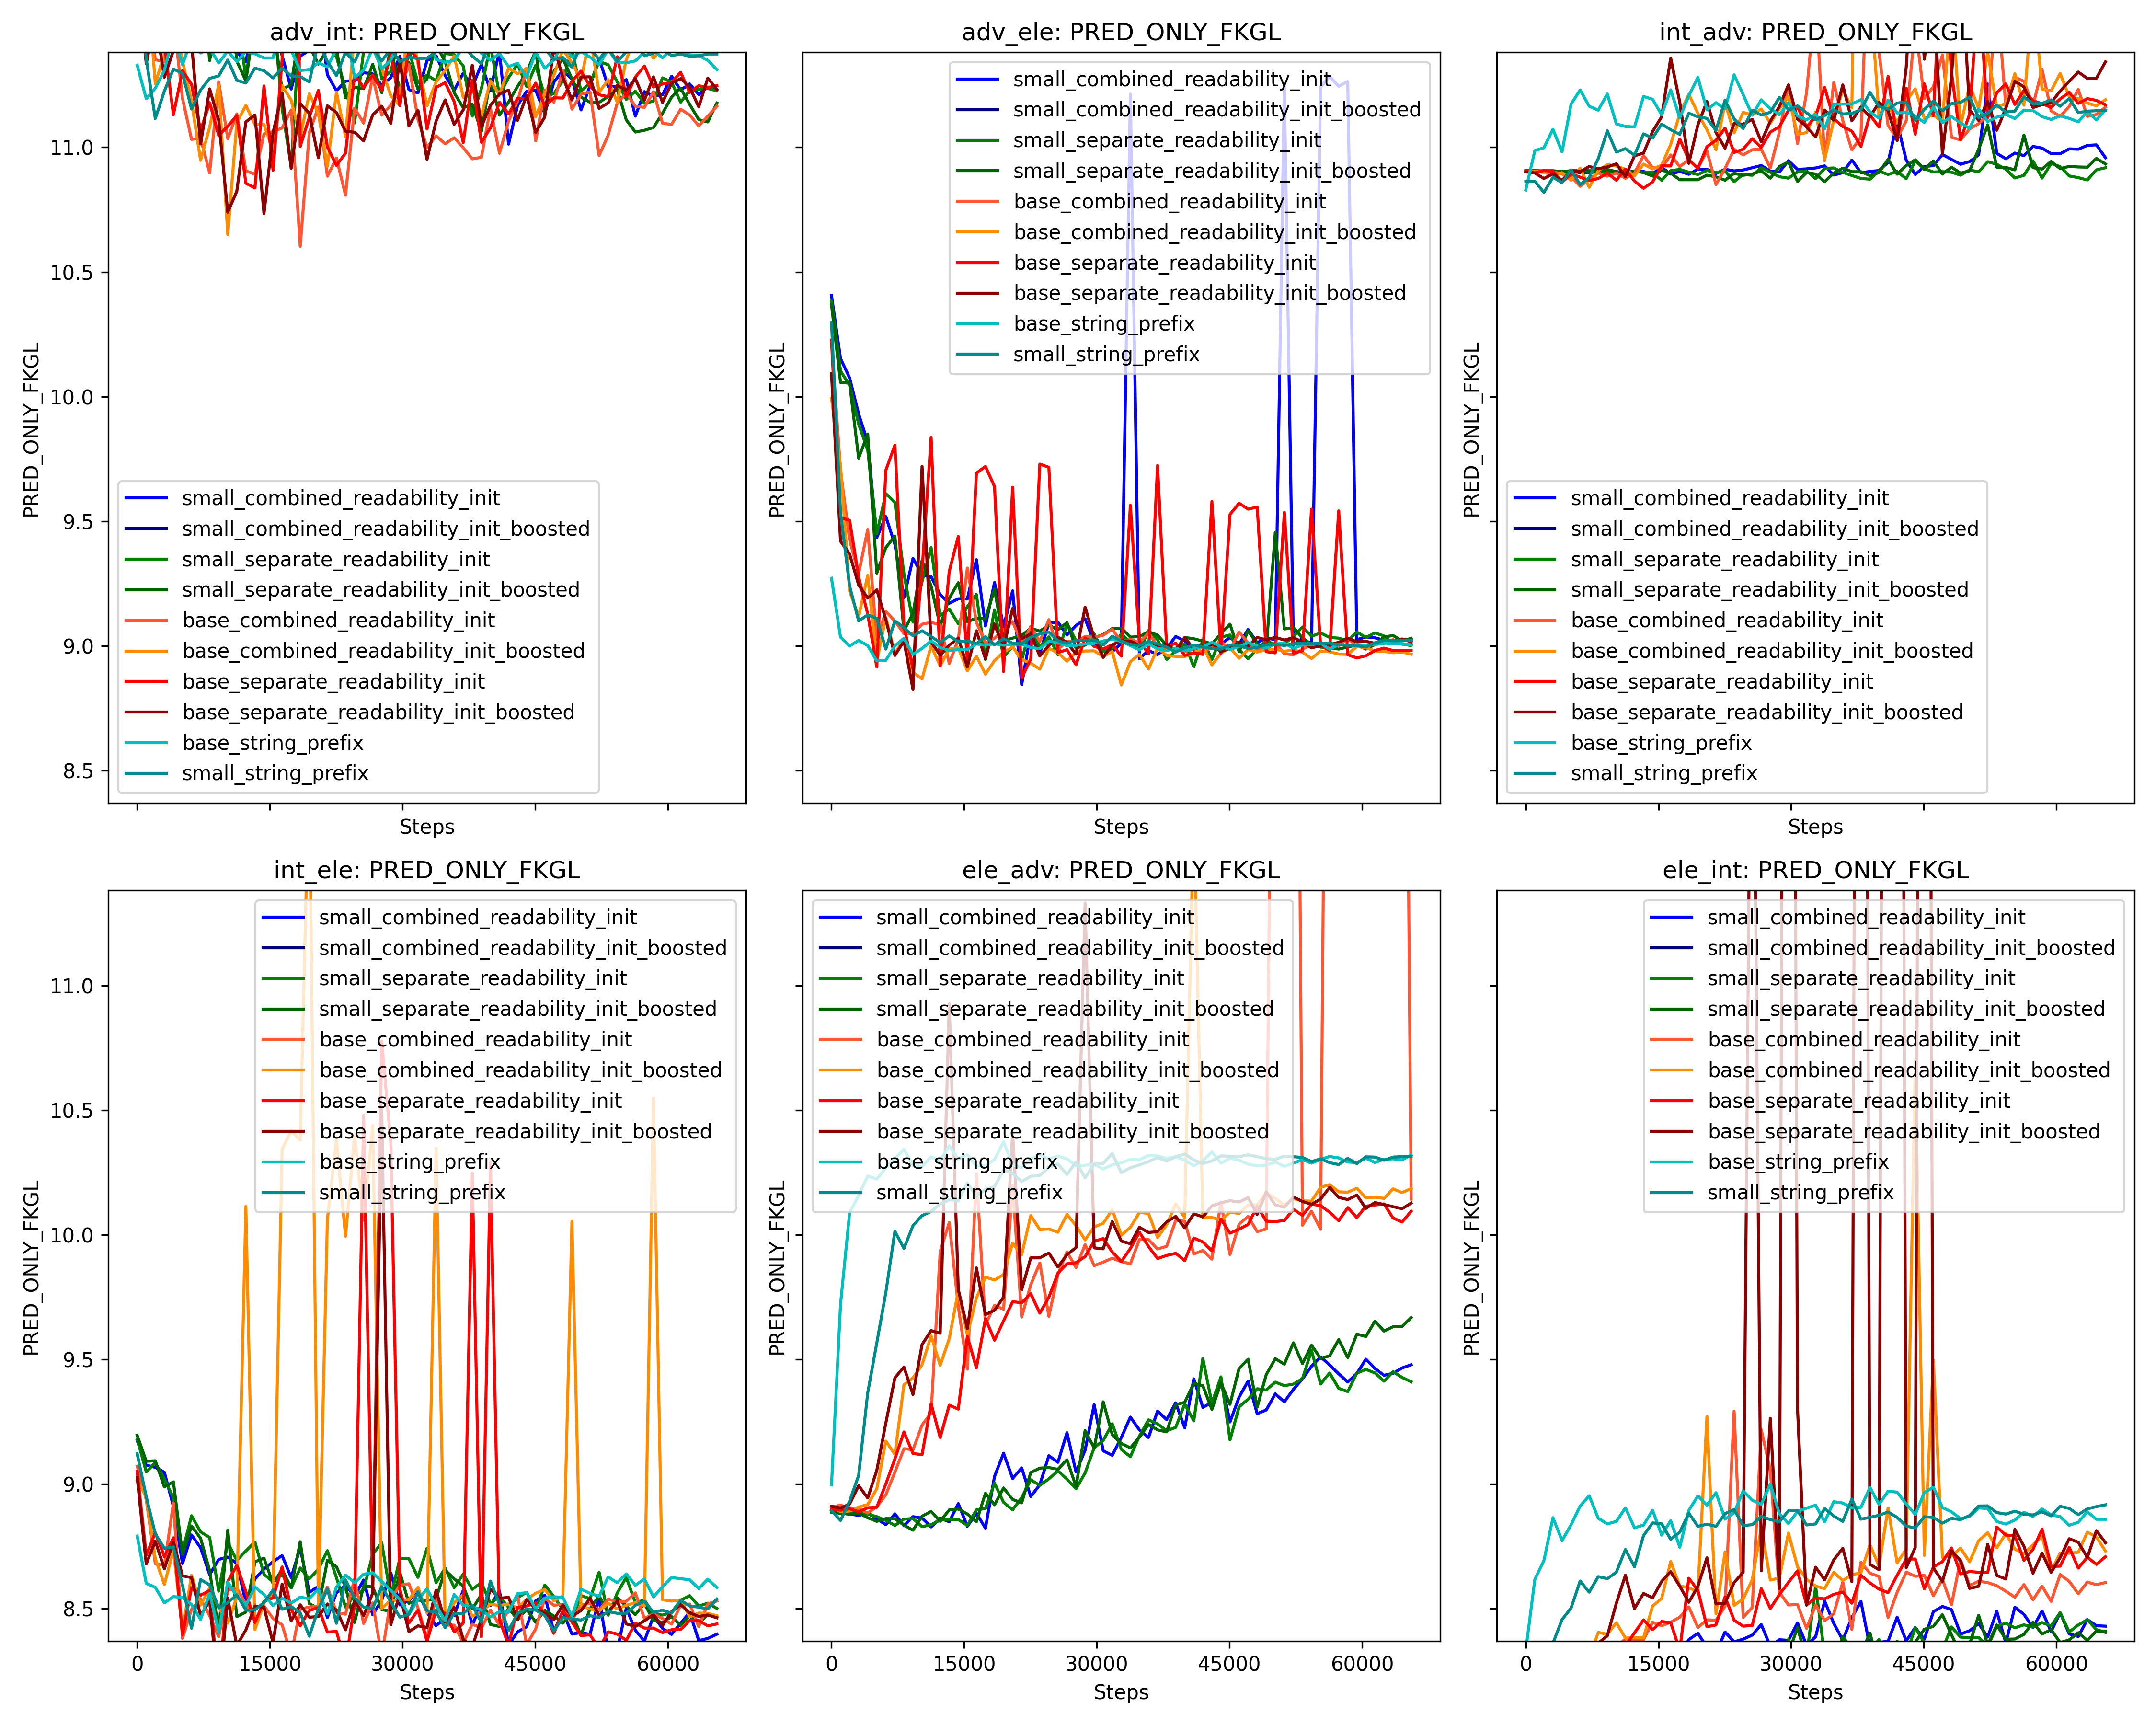 adv_int: PRED_ONLY_FKGL
PRED_ONLY_FKGL
11.0
10.5
10.0
9.5
9.0
8.5
small_combined_readability_init
small_combined_readability_init_boosted
small_separate_readability_init
small_separate_readability_init_boosted
base_combined_readability_init
base_combined_readability_init_boosted
base_separate_readability_init
base_separate_readability_init_boosted
base_string_prefix
small_string_prefix
Steps
adv_ele: PRED_ONLY_FKGL
PRED_ONLY_FKGL
small_combined_readability_init
small_combined_readability_init_boosted
small_separate_readability_init
small_separate_readability_init_boosted
base_combined_readability_init
base_combined_readability_init_boosted
base_separate_readability_init
base_separate_readability_init_boosted
base_string_prefix
small_string_prefix
Steps
int_adv: PRED_ONLY_FKGL
PRED_ONLY_FKGL
small_combined_readability_init
small_combined_readability_init_boosted
small_separate_readability_init
small_separate_readability_init_boosted
base_combined_readability_init
base_combined_readability_init_boosted
base_separate_readability_init
base_separate_readability_init_boosted
base_string_prefix
small_string_prefix
Steps
int_ele: PRED_ONLY_FKGL
PRED_ONLY_FKGL
11.0
10.5
10.0
9.5
9.0
8.5
small_combined_readability_init
small_combined_readability_init_boosted
small_separate_readability_init
small_separate_readability_init_boosted
base_combined_readability_init
base_combined_readability_init_boosted
base_separate_readability_init
base_separate_readability_init_boosted
base_string_prefix
small_string_prefix
0 15000 30000 45000 60000
Steps
ele_adv: PRED_ONLY_FKGL
PRED_ONLY_FKGL
small_combined_readability_init
small_combined_readability_init_boosted
small_separate_readability_init
small_separate_readability_init_boosted
base_combined_readability_init
base_combined_readability_init_boosted
base_separate_readability_init
base_separate_readability_init_boosted
base_string_prefix
small_string_prefix
0 15000 30000 45000 60000
Steps
ele_int: PRED_ONLY_FKGL
PRED_ONLY_FKGL
small_combined_readability_init
small_combined_readability_init_boosted
small_separate_readability_init
small_separate_readability_init_boosted
base_combined_readability_init
base_combined_readability_init_boosted
base_separate_readability_init
base_separate_readability_init_boosted
base_string_prefix
small_string_prefix
0 15000 30000 45000 60000
Steps